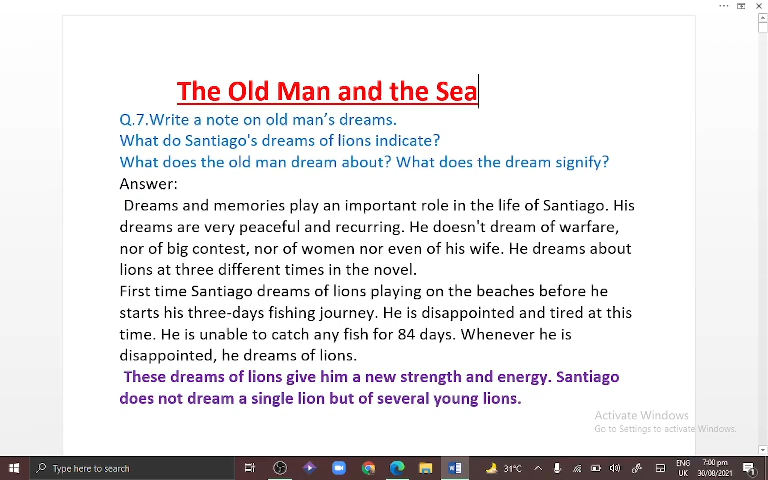 The Old Man and the Sea
Q.7.Write a note on old man's dreams.
What do Santiago's dreams of lions indicate?
What does the old man dream about? What does the dream signify?
Answer:
Dreams and memories play an important role in the life of Santiago. His
dreams are very peaceful and recurring. He doesn't dream of warfare,
nor of big contest, nor of women nor even of his wife. He dreams about
lions at three different times in the novel.
First time Santiago dreams of lions playing on the beaches before he
starts his three-days fishing journey. He is disappointed and tired at this
time. He is unable to catch any fish for 84 days. Whenever he is
disappointed, he dreams of lions.
These dreams of lions give him a new strength and energy. Santiago
does not dream a single lion but of several young lions.
Activate Windows
Go to Settings to activate Windows.
Type here to search
31°C
ENG
UK
7:00 pm
30/08/2021